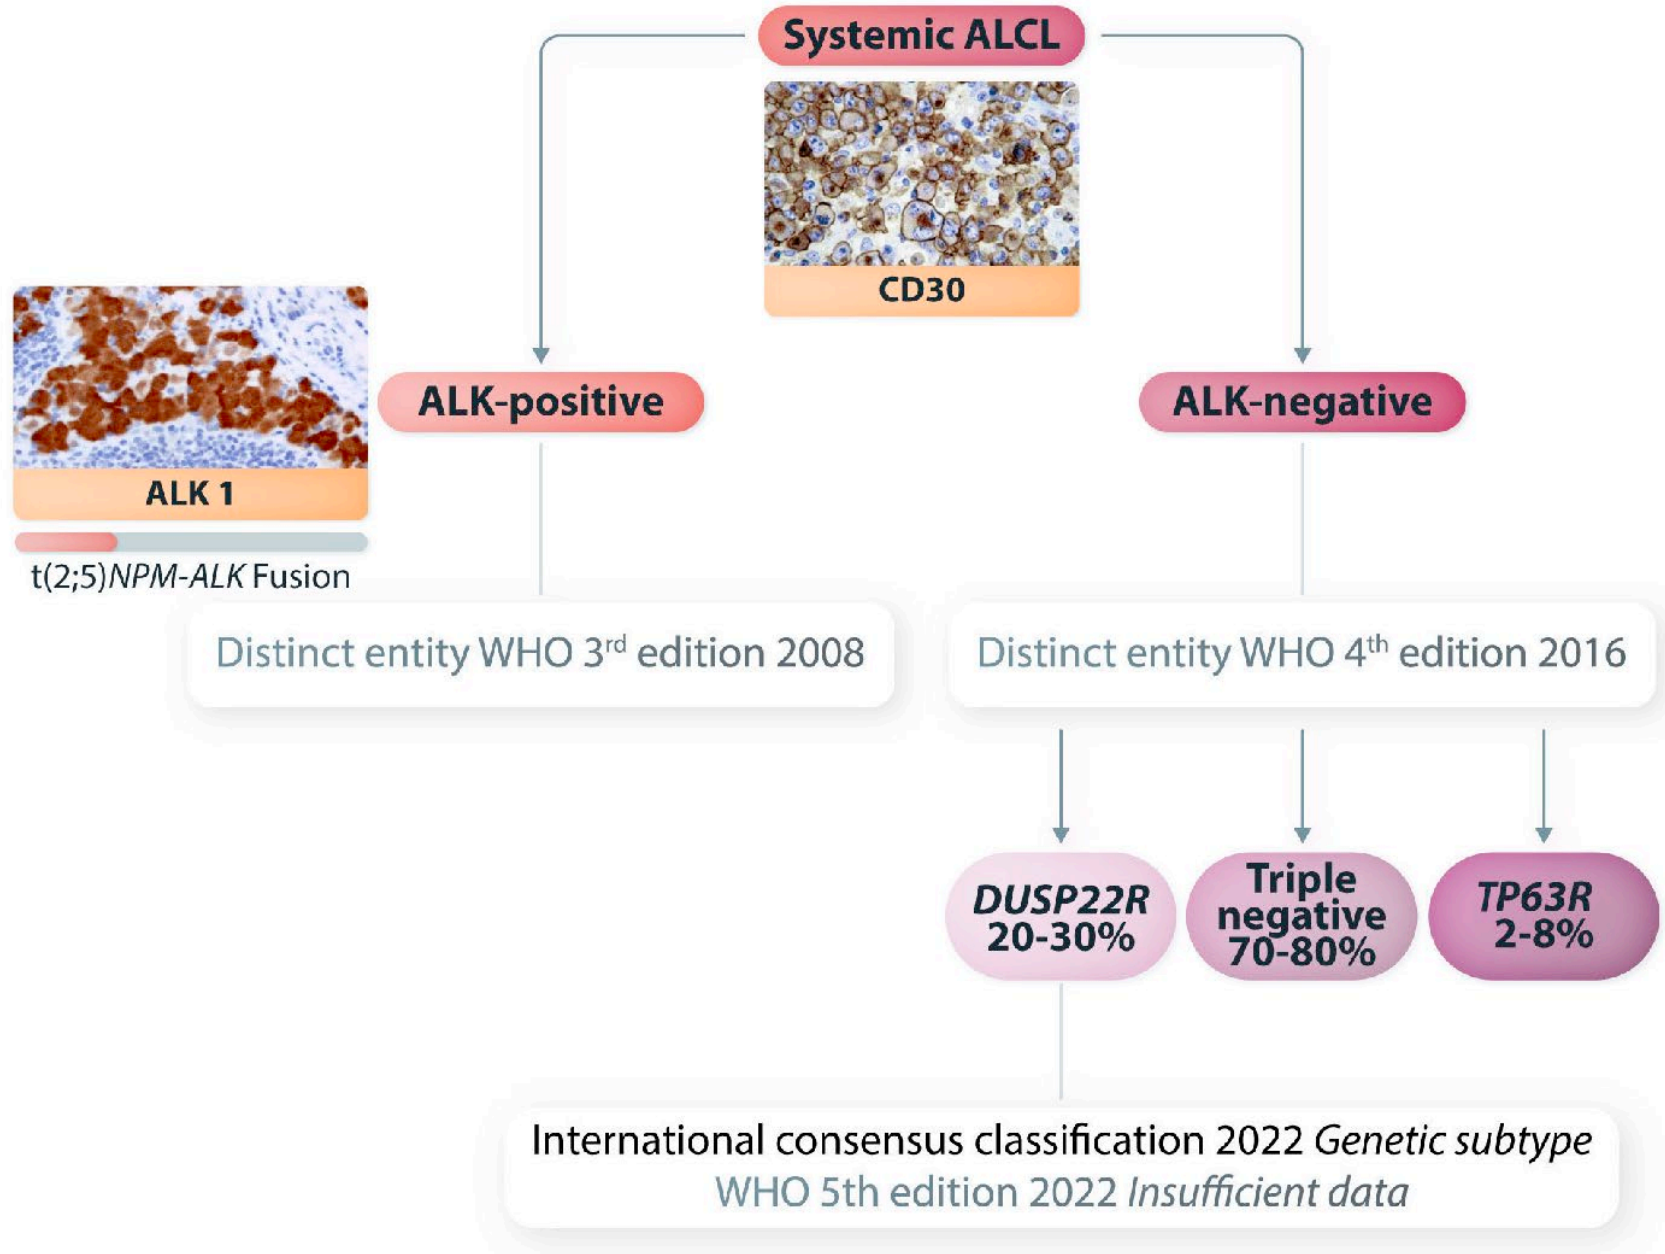 Systemic ALCL
CD30
ALK-positive
ALK-negative
ALK 1
t(2;5)NPM-ALK Fusion
Distinct entity WHO 3rd edition 2008
Distinct entity WHO 4th edition 2016
DUSP22R
20-30%
Triple
negative
70-80%
TP63R
2-8%
International consensus classification 2022 Genetic subtype
WHO 5th edition 2022 Insufficient data